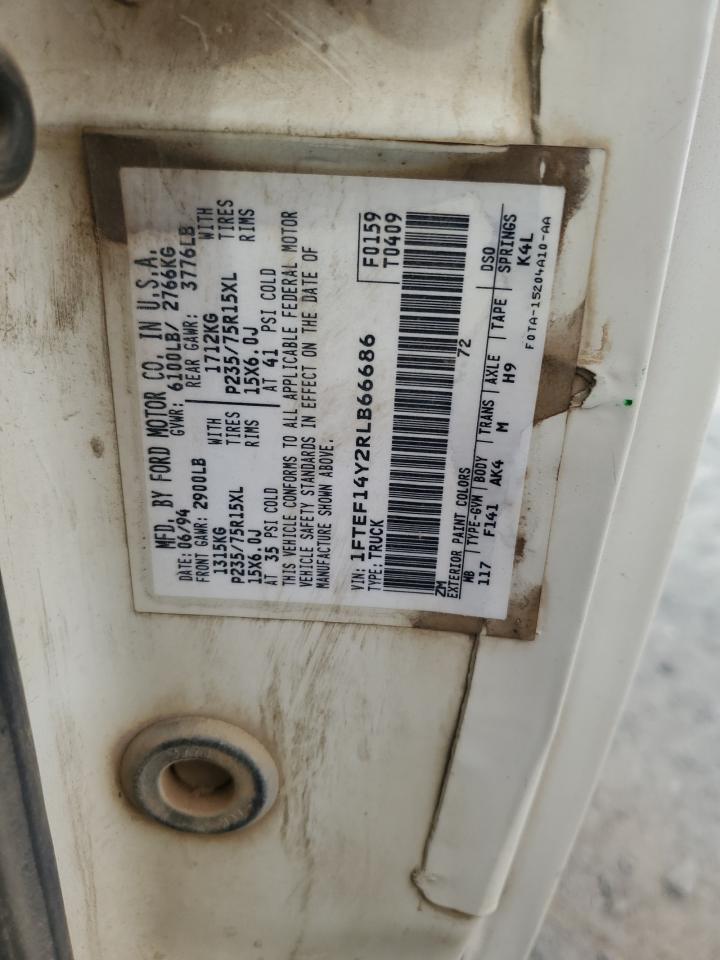 MFD. BY FORD MOTOR CO. IN U.S.A.
DATE: 06/94 GVWR: 6100LB/ 2766KG
FRONT GAWR: 2900LB REAR GAWR: 3776LB
1315KG WITH 1712KG WITH
P235/75R15XL TIRES P235/75R15XL TIRES
15X6.0J RIMS 15X6.0J RIMS
AT 35 PSI COLD AT 41 PSI COLD
THIS VEHICLE CONFORMS TO ALL APPLICABLE FEDERAL MOTOR
VEHICLE SAFETY STANDARDS IN EFFECT ON THE DATE OF
MANUFACTURE SHOWN ABOVE.
VIN: 1FTEF14Y2RLB66686 F0159
TYPE: TRUCK T0409
ZM 72
EXTERIOR PAINT COLORS DSO
WB TYPE-GVW BODY TRANS AXLE TAPE SPRINGS
117 F141 AK4 M H9 K4L
F0TA-15204A10-AA